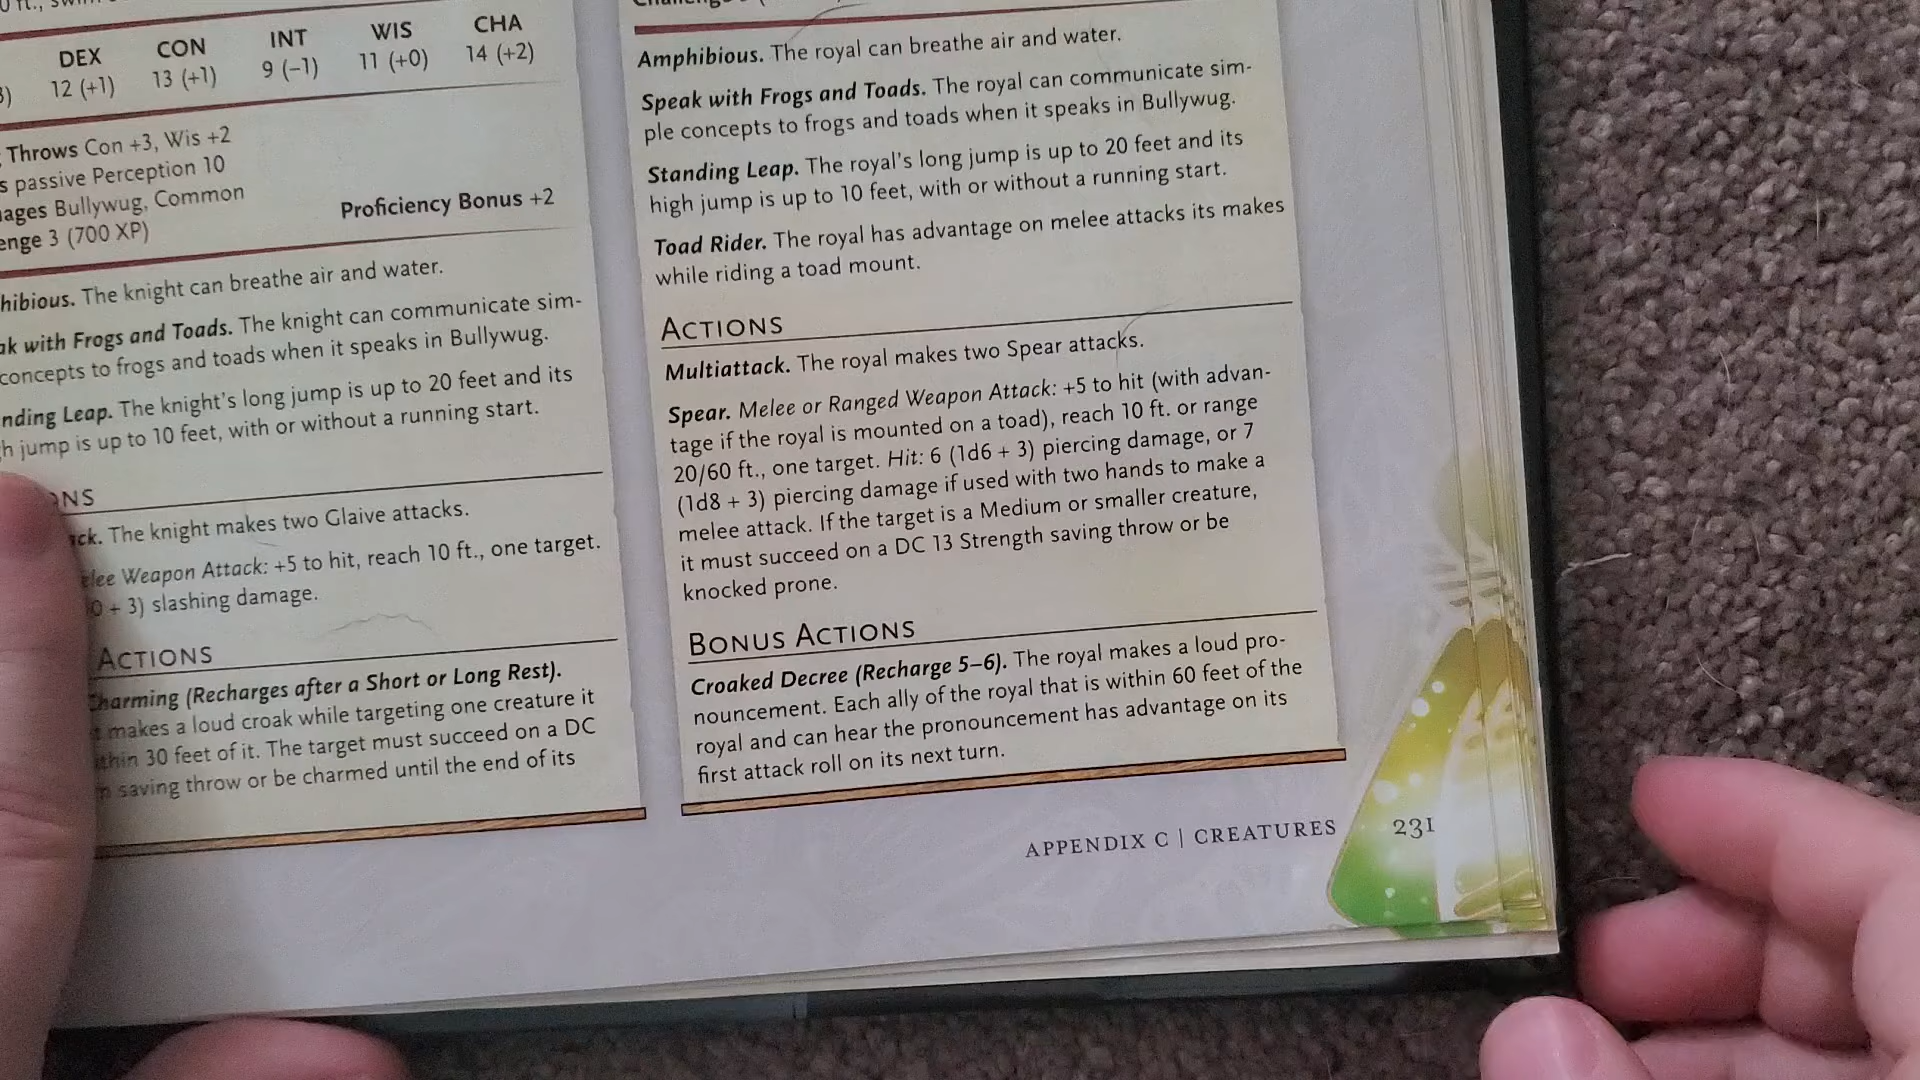 DEX CON INT WIS CHA
12 (+1) 13 (+1) 9 (–1) 11 (+0) 14 (+2)
Throws Con +3, Wis +2
passive Perception 10
Bullywug, Common
3 (700 XP) Proficiency Bonus +2
The knight can breathe air and water.
with Frogs and Toads. The knight can communicate sim-
concepts to frogs and toads when it speaks in Bullywug.
Leap. The knight's long jump is up to 20 feet and its
jump is up to 10 feet, with or without a running start.
The knight makes two Glaive attacks.
Weapon Attack: +5 to hit, reach 10 ft., one target.
+ 3) slashing damage.
ACTIONS
(Recharges after a Short or Long Rest).
makes a loud croak while targeting one creature it
30 feet of it. The target must succeed on a DC
saving throw or be charmed until the end of its
Amphibious. The royal can breathe air and water.
Speak with Frogs and Toads. The royal can communicate sim-
ple concepts to frogs and toads when it speaks in Bullywug.
Standing Leap. The royal's long jump is up to 20 feet and its
high jump is up to 10 feet, with or without a running start.
Toad Rider. The royal has advantage on melee attacks its makes
while riding a toad mount.
ACTIONS
Multiattack. The royal makes two Spear attacks.
Spear. Melee or Ranged Weapon Attack: +5 to hit (with advan-
tage if the royal is mounted on a toad), reach 10 ft. or range
20/60 ft., one target. Hit: 6 (1d6 + 3) piercing damage, or 7
(1d8 + 3) piercing damage if used with two hands to make a
melee attack. If the target is a Medium or smaller creature,
it must succeed on a DC 13 Strength saving throw or be
knocked prone.
BONUS ACTIONS
Croaked Decree (Recharge 5–6). The royal makes a loud pro-
nouncement. Each ally of the royal that is within 60 feet of the
royal and can hear the pronouncement has advantage on its
first attack roll on its next turn.
APPENDIX C | CREATURES 231